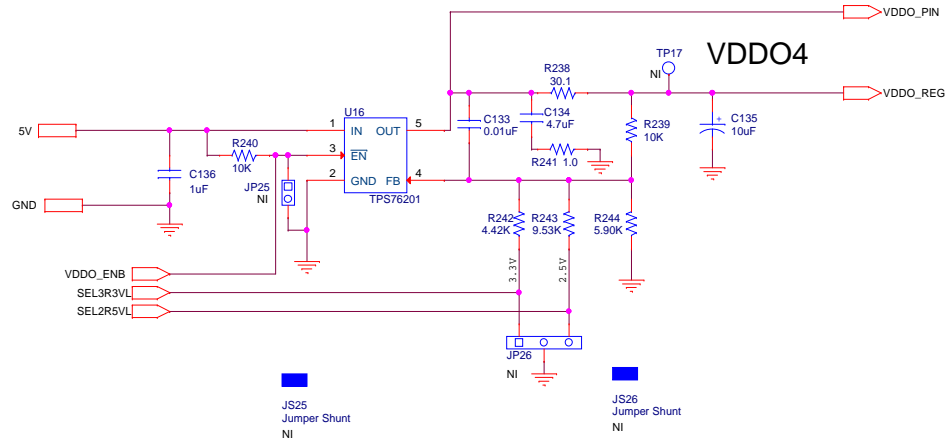 VDDO_PIN
TP17
VDDO4
NI
R238
30.1
VDDO_REG
U16
C133
0.01uF
C134
4.7uF
R239
10K
C135
10uF
5V
1
IN
OUT
5
R240
10K
3
EN
R241 1.0
C136
1uF
JP25
NI
2
GND
FB
4
TPS76201
GND
R242
4.42K
R243
9.53K
R244
5.90K
VDDO_ENB
3.3V
2.5V
SEL3R3VL
SEL2R5VL
JP26
NI
JS25
Jumper Shunt
NI
JS26
Jumper Shunt
NI